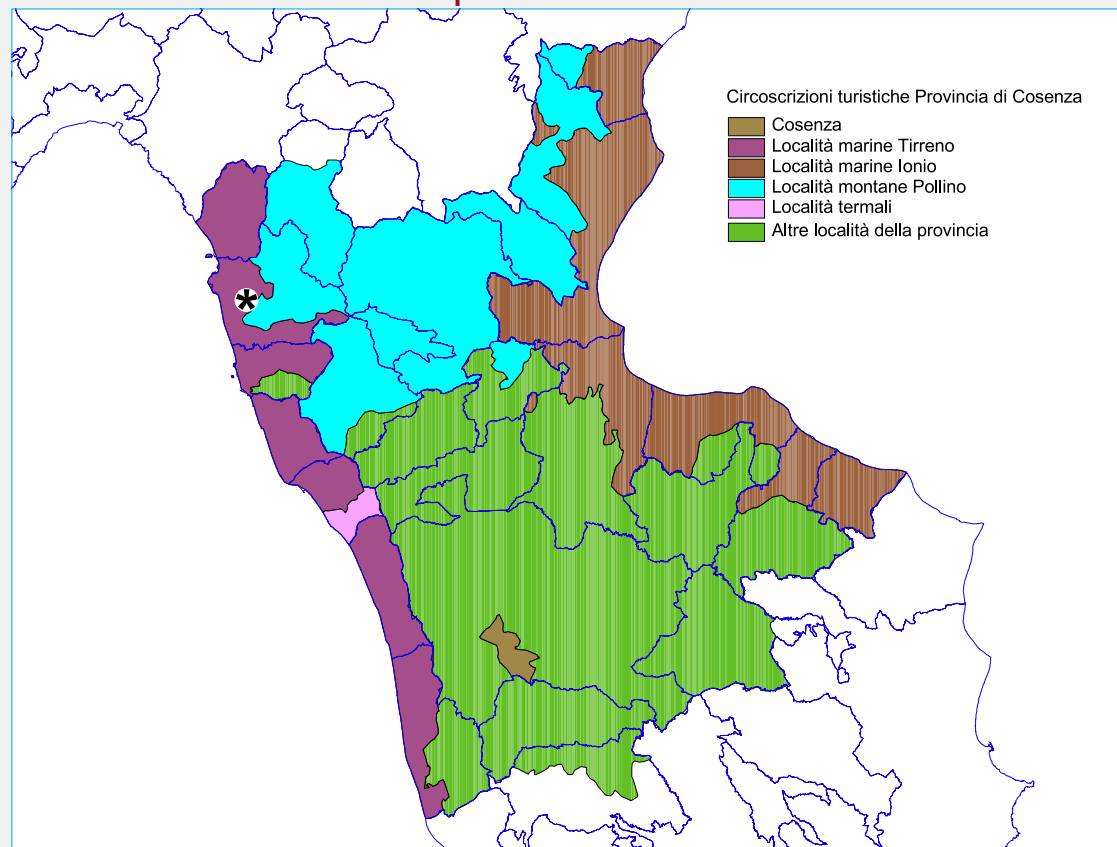 Circoscrizioni turistiche Provincia di Cosenza
Cosenza
Località marine Tirreno
Località marine Ionio
Località montane Pollino
Località termali
Altre località della provincia
*